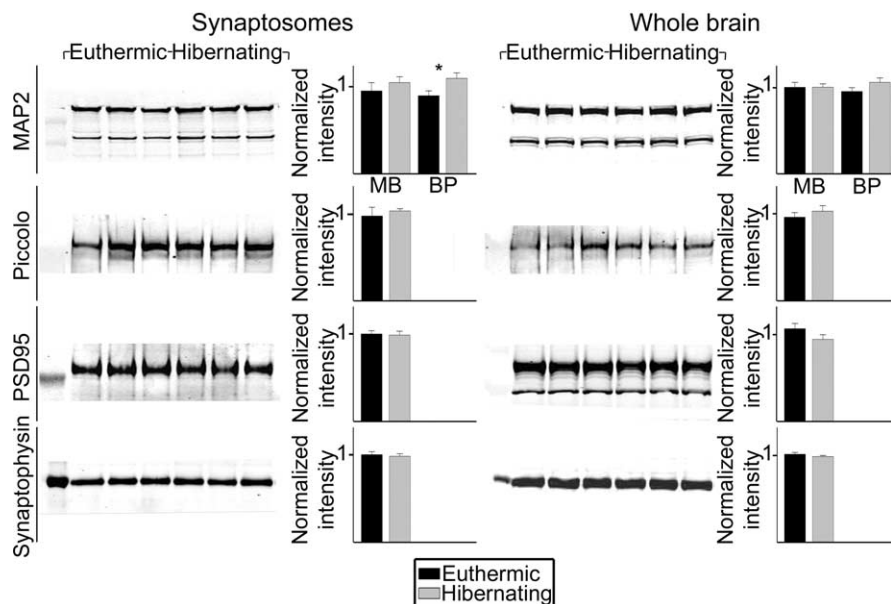 Synaptosomes
Whole brain
Euthermic Hibernating
Euthermic Hibernating
MAP2
Normalized
intensity
1
*
MB BP
Normalized
intensity
1
MB BP
Piccolo
Normalized
intensity
1
Normalized
intensity
1
PSD95
Normalized
intensity
1
Normalized
intensity
1
Synaptophysin
Normalized
intensity
1
Normalized
intensity
1
Euthermic
Hibernating